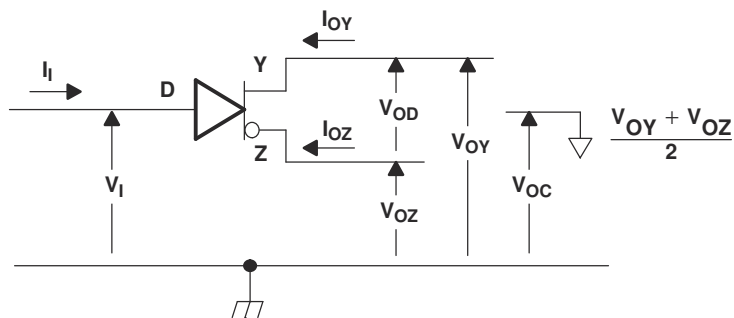 I_OY
I_I
D
Y
V_OD
V_OY
V_OY + V_OZ
2
I_OZ
Z
V_I
V_OZ
V_OC